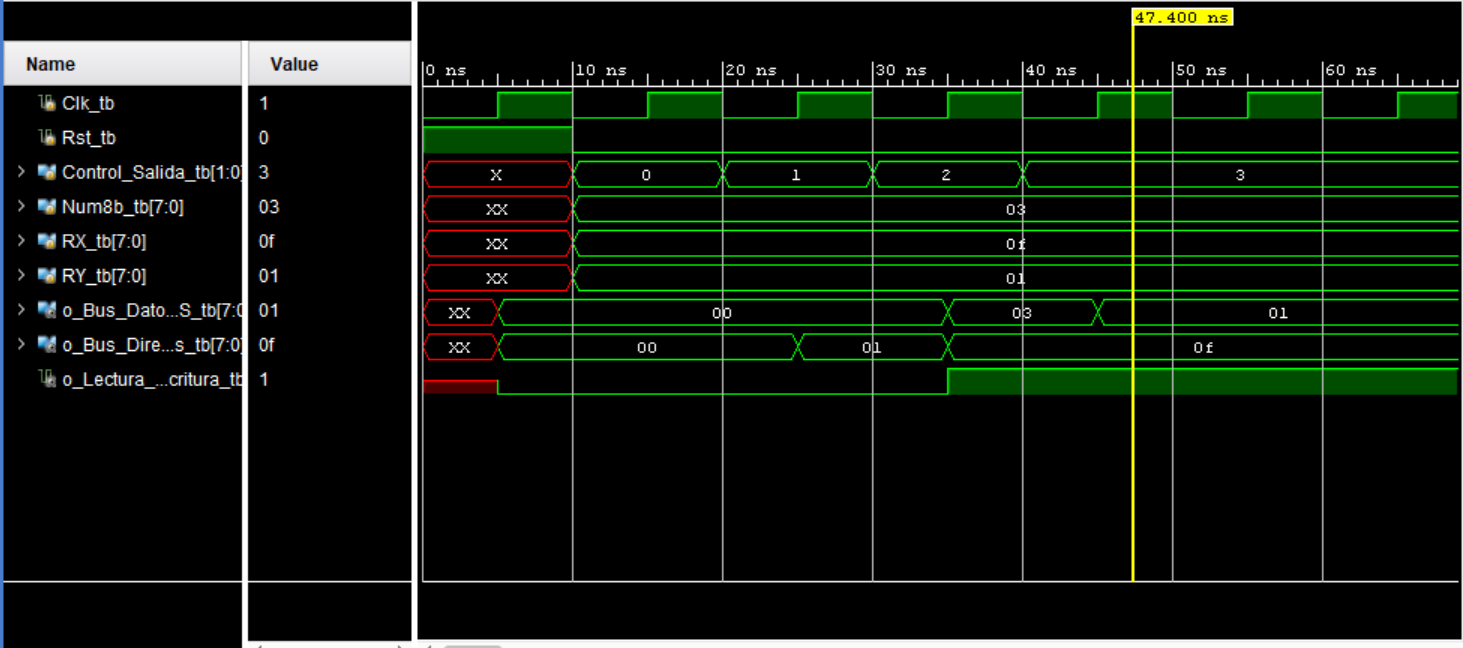 47.400 ns
Name Value
0 ns 10 ns 20 ns 30 ns 40 ns 50 ns 60 ns
Clk_tb 1
Rst_tb 0
Control_Salida_tb[1:0] 3 X 0 1 2 3
Num8b_tb[7:0] 03 XX 03
RX_tb[7:0] 0f XX 0f
RY_tb[7:0] 01 XX 01
o_Bus_Dato...S_tb[7:0 01 XX 00 03 01
o_Bus_Dire...s_tb[7:0] 0f XX 00 01 0f
o_Lectura_...critura_tb 1